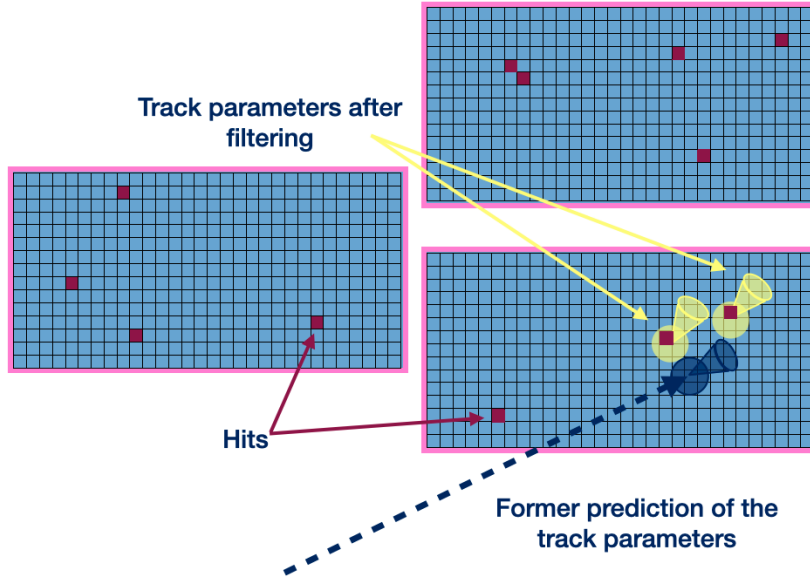 Track parameters after
filtering
Hits
Former prediction of the
track parameters